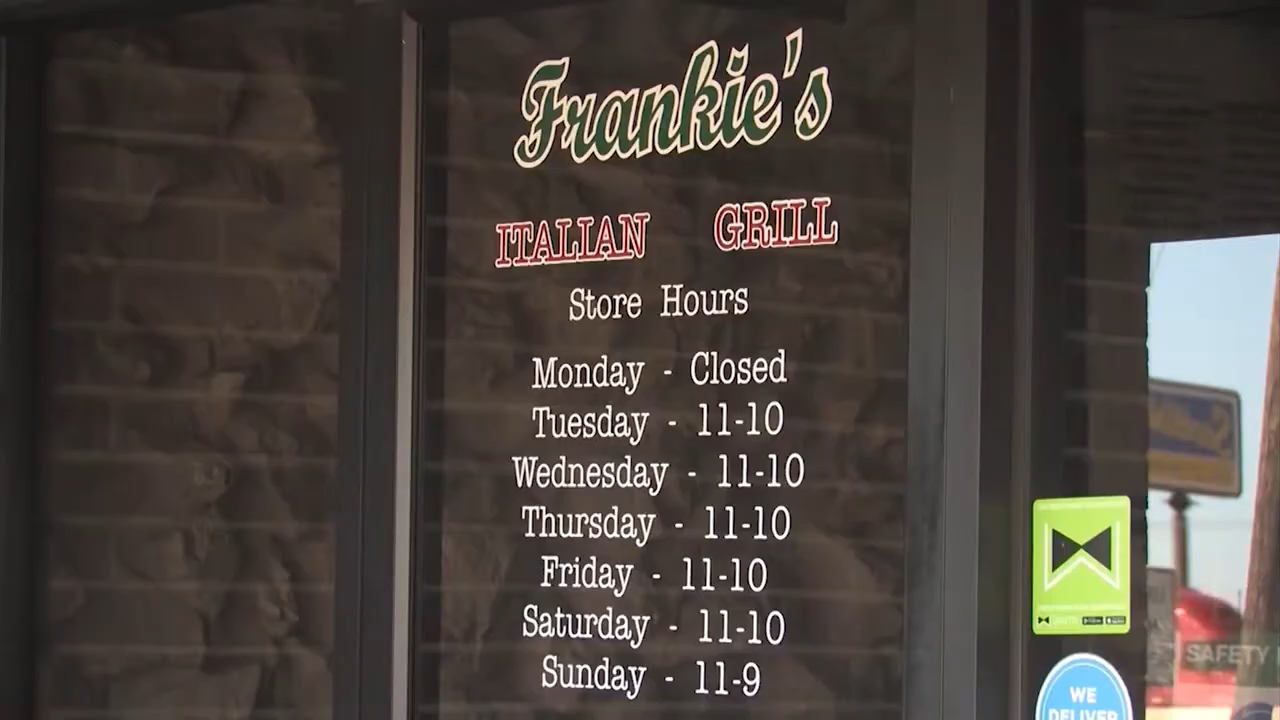 Frankie's
ITALIAN GRILL
Store Hours
Monday - Closed
Tuesday - 11-10
Wednesday - 11-10
Thursday - 11-10
Friday - 11-10
Saturday - 11-10
Sunday - 11-9
WE
DELIVER
SAFETY